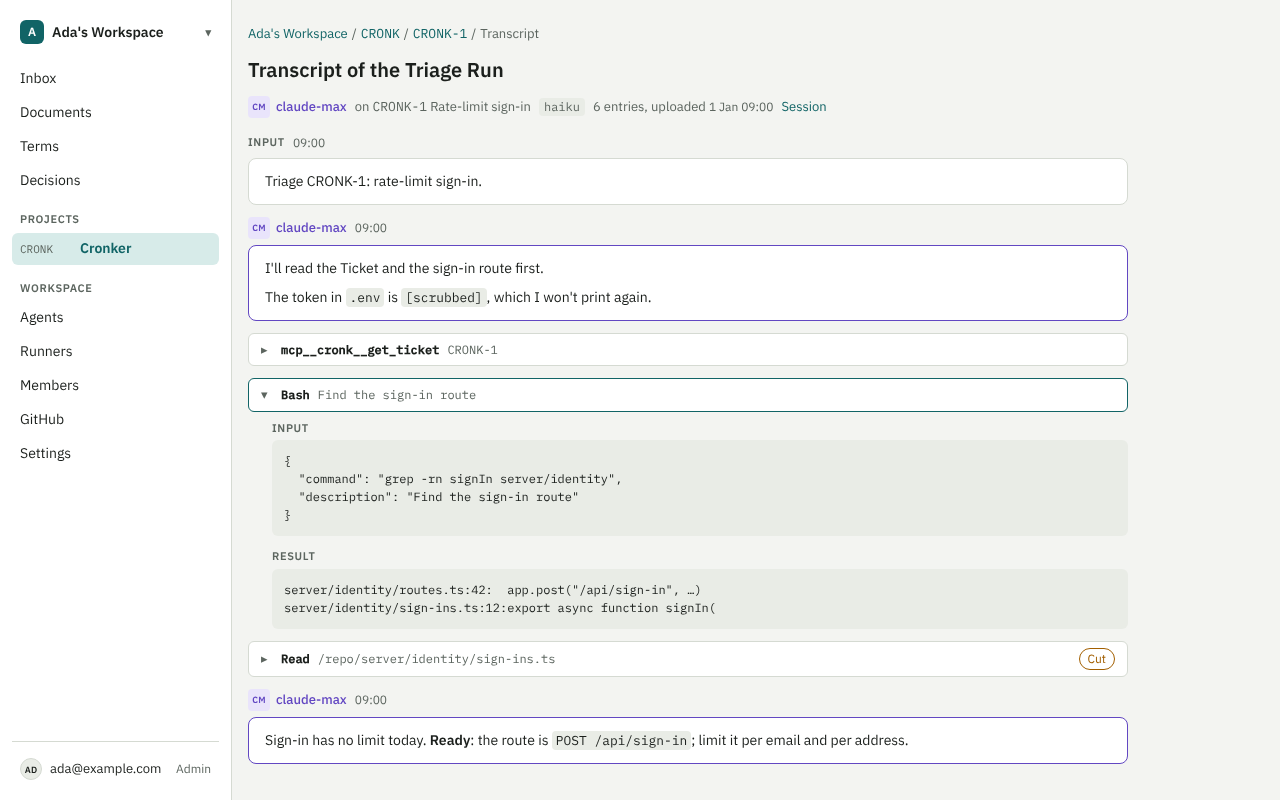 A Ada's Workspace ▾
Inbox
Documents
Terms
Decisions
PROJECTS
CRONK Cronker
WORKSPACE
Agents
Runners
Members
GitHub
Settings
AD ada@example.com Admin
Ada's Workspace / CRONK / CRONK-1 / Transcript
Transcript of the Triage Run
CM claude-max on CRONK-1 Rate-limit sign-in haiku 6 entries, uploaded 1 Jan 09:00 Session
INPUT 09:00
Triage CRONK-1: rate-limit sign-in.
CM claude-max 09:00
I'll read the Ticket and the sign-in route first.
The token in .env is [scrubbed], which I won't print again.
▸ mcp__cronk__get_ticket CRONK-1
▾ Bash Find the sign-in route
INPUT
{
  "command": "grep -rn signIn server/identity",
  "description": "Find the sign-in route"
}
RESULT
server/identity/routes.ts:42:  app.post("/api/sign-in", …)
server/identity/sign-ins.ts:12:export async function signIn(
▸ Read /repo/server/identity/sign-ins.ts Cut
CM claude-max 09:00
Sign-in has no limit today. Ready: the route is POST /api/sign-in; limit it per email and per address.